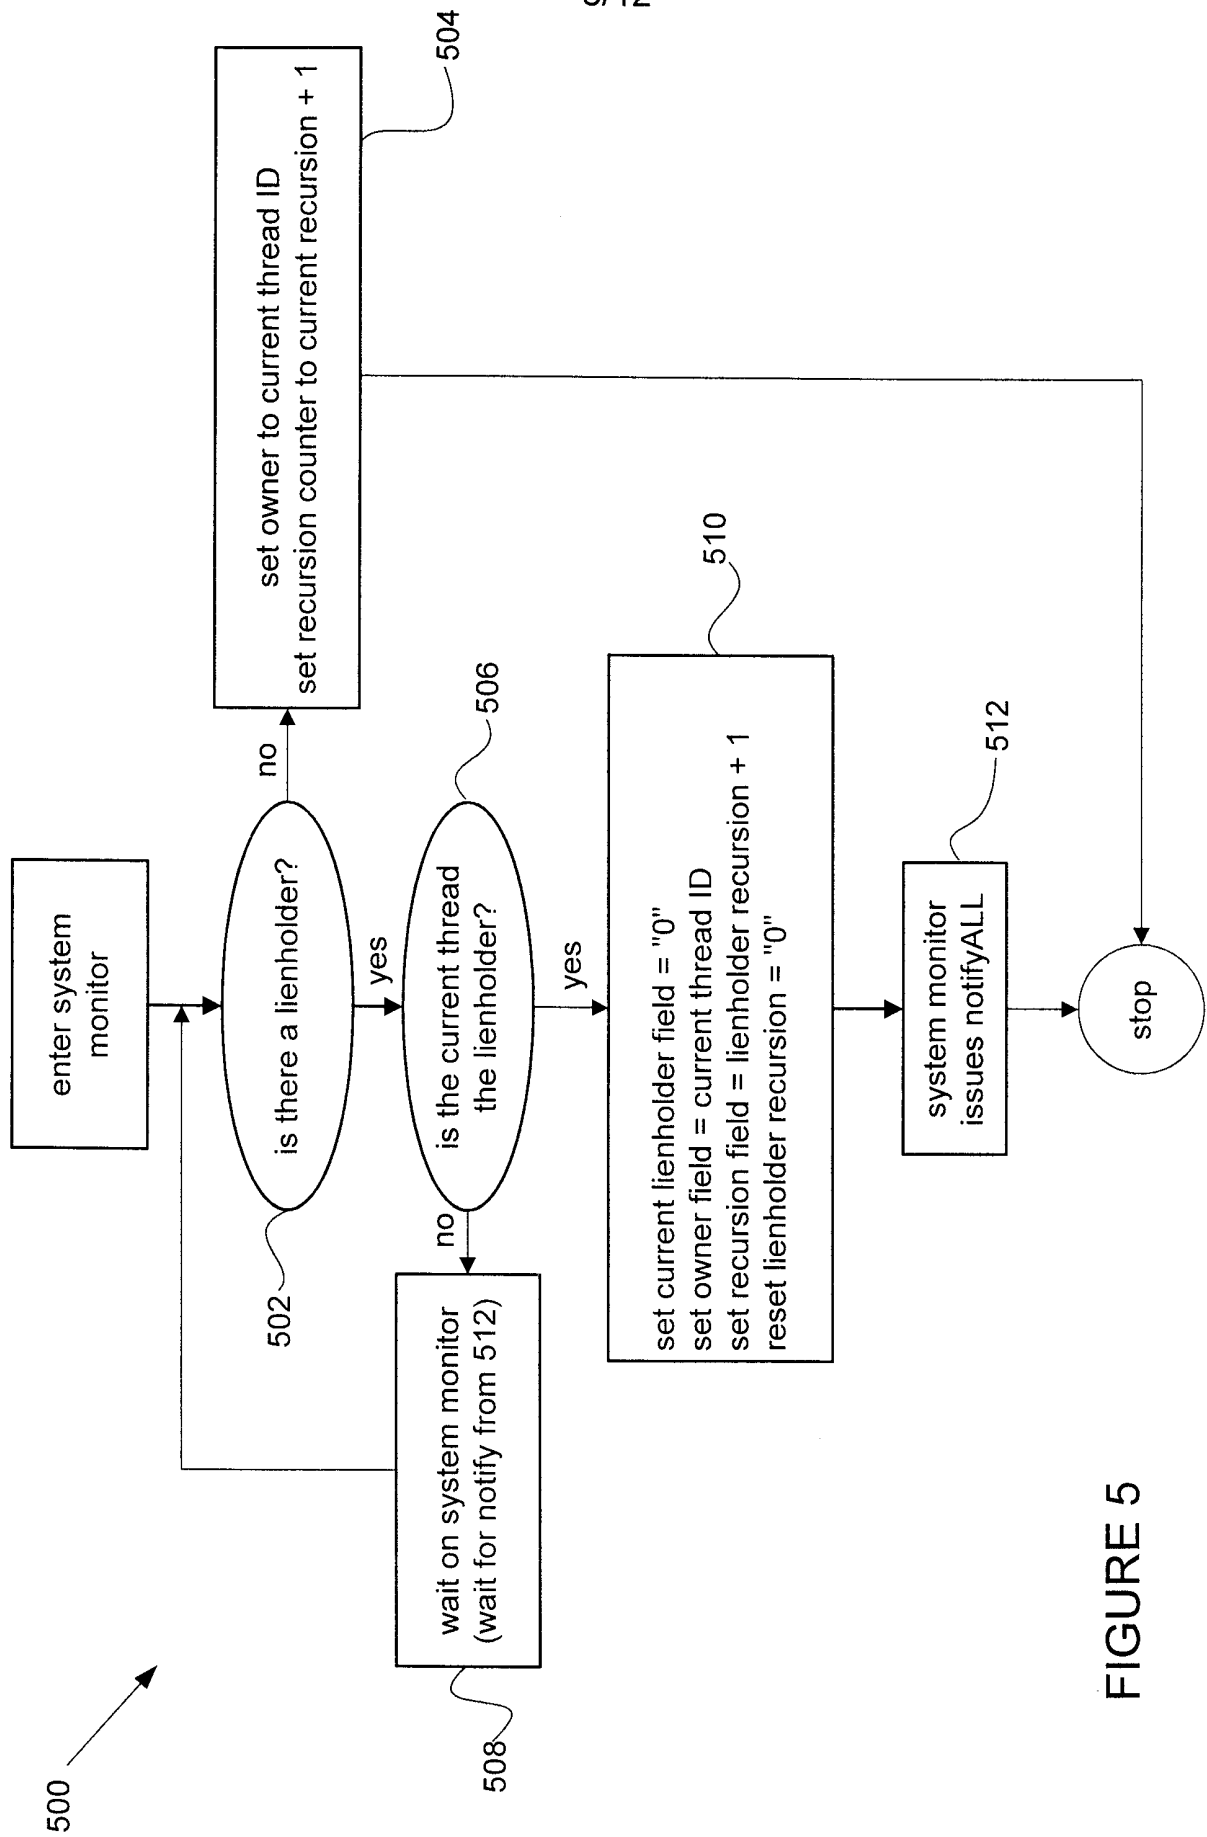 500
enter system
monitor
502
is there a lienholder?
no
set owner to current thread ID
set recursion counter to current recursion + 1
504
yes
is the current thread
the lienholder?
506
no
wait on system monitor
(wait for notify from 512)
508
yes
set current lienholder field = "0"
set owner field = current thread ID
set recursion field = lienholder recursion + 1
reset lienholder recursion = "0"
510
system monitor
issues notifyALL
512
stop
FIGURE 5